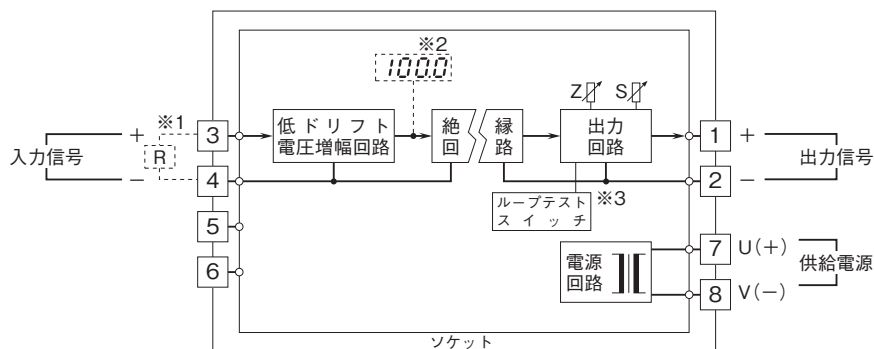 ※2
100.0
Z
S
※1
3
+
R
入力信号
−
4
低ドリフト
電圧増幅回路
絶
回
縁
路
出力
回路
1
+
出力信号
2
−
ループテスト
スイッチ
※3
5
6
電源
回路
7
U(+)
供給電源
8
V(−)
ソケット